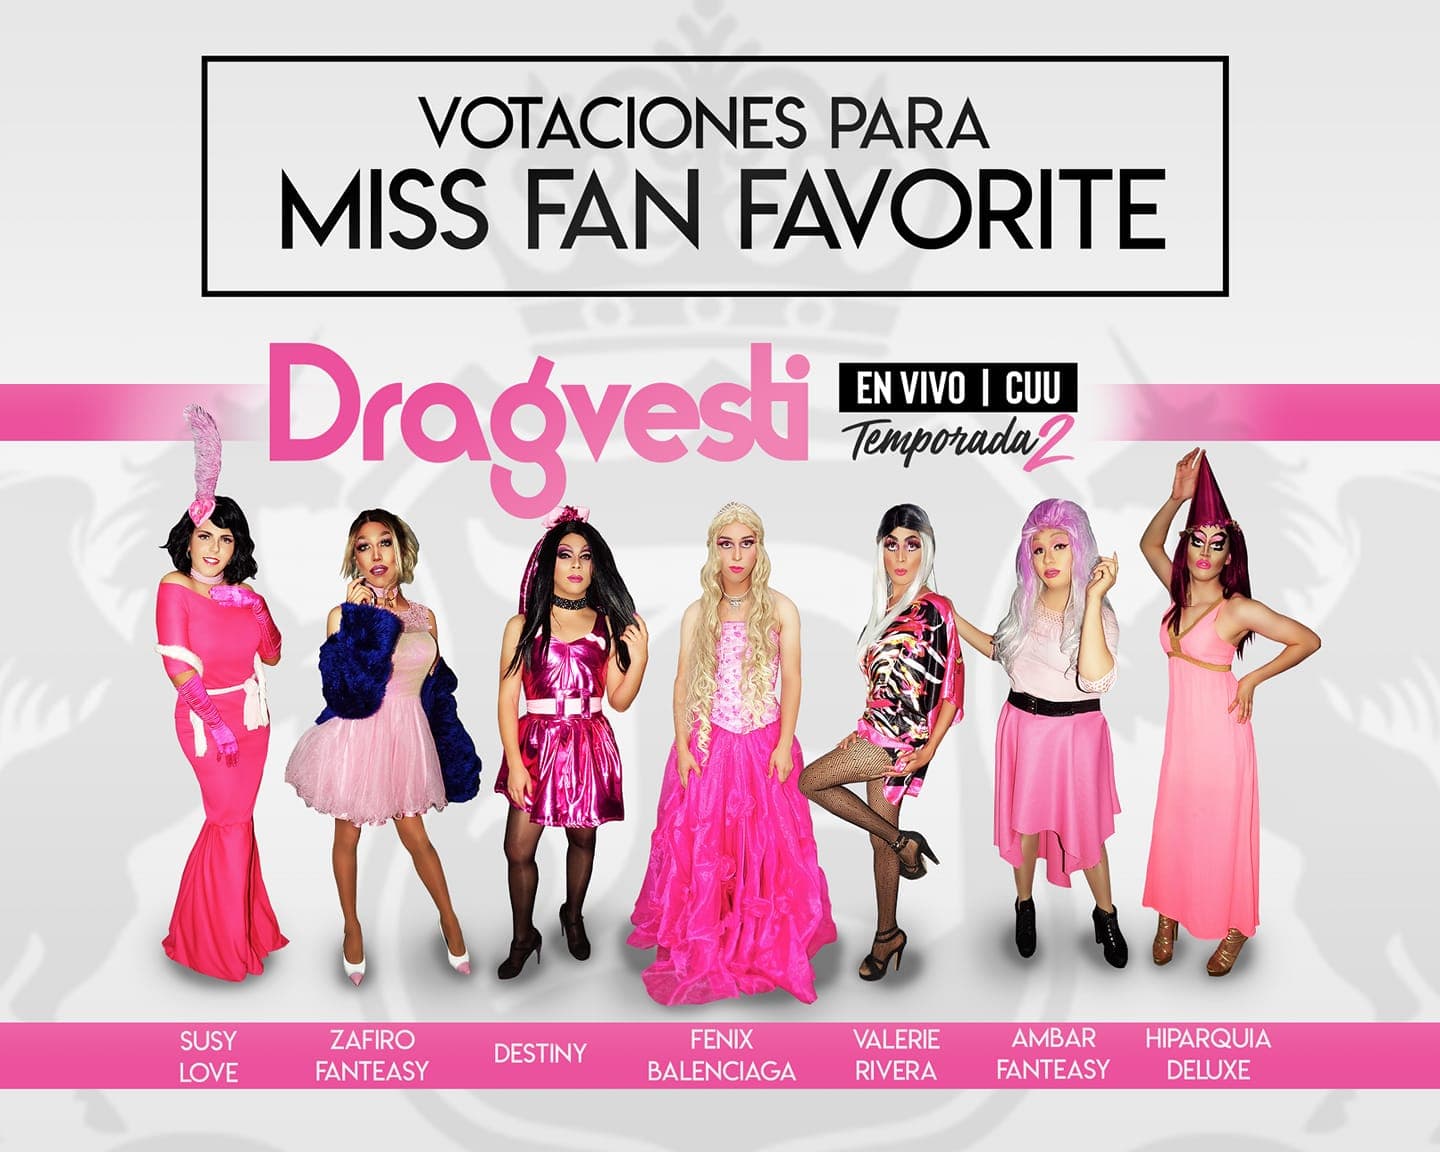 VOTACIONES PARA
MISS FAN FAVORITE
Dragvesti
EN VIVO | CUU
Temporada 2
SUSY
LOVE
ZAFIRO
FANTEASY
DESTINY
FENIX
BALENCIAGA
VALERIE
RIVERA
AMBAR
FANTEASY
HIPARQUIA
DELUXE